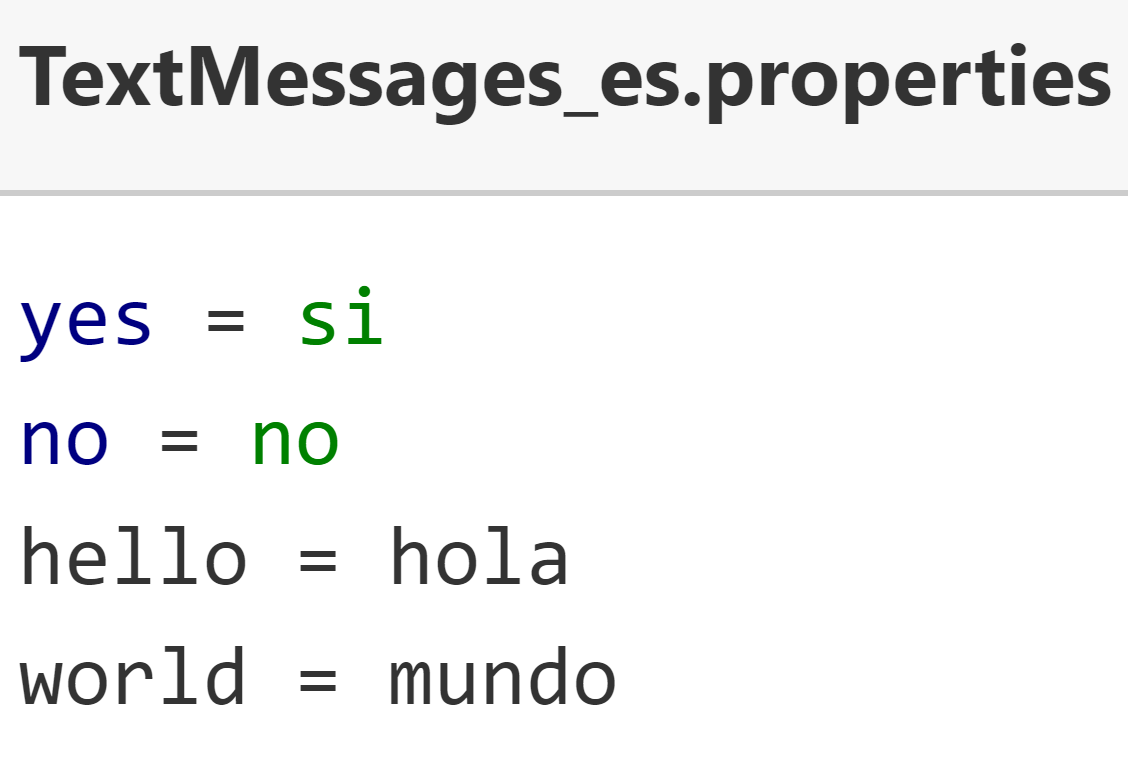 TextMessages_es.properties
yes = si
no = no
hello = hola
world = mundo